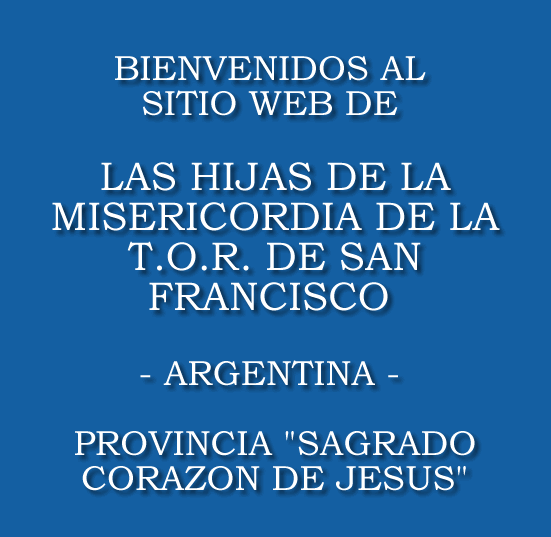 BIENVENIDOS AL
SITIO WEB DE
LAS HIJAS DE LA
MISERICORDIA DE LA
T.O.R. DE SAN
FRANCISCO
- ARGENTINA -
PROVINCIA "SAGRADO
CORAZON DE JESUS"